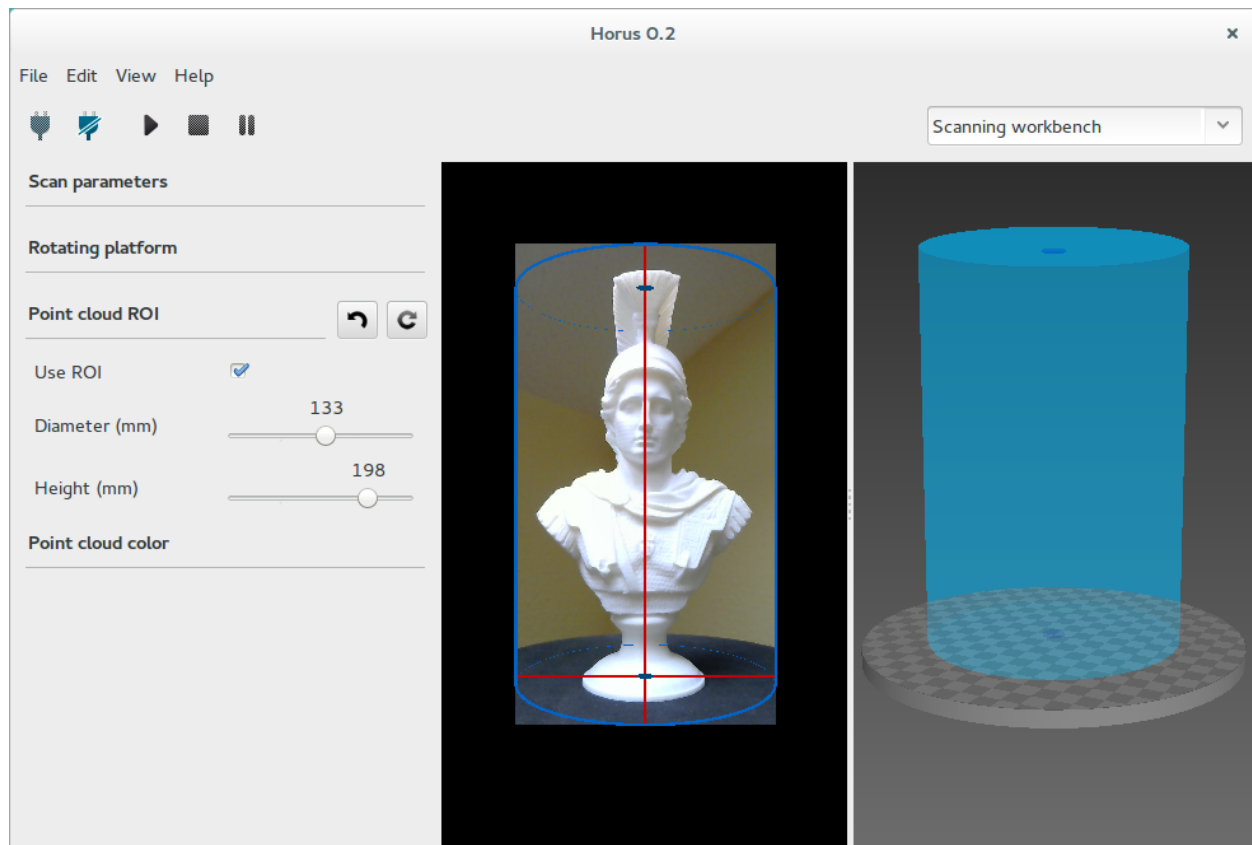 Horus 0.2
File Edit View Help
Scanning workbench
Scan parameters
Rotating platform
Point cloud ROI
Use ROI
133
Diameter (mm)
198
Height (mm)
Point cloud color